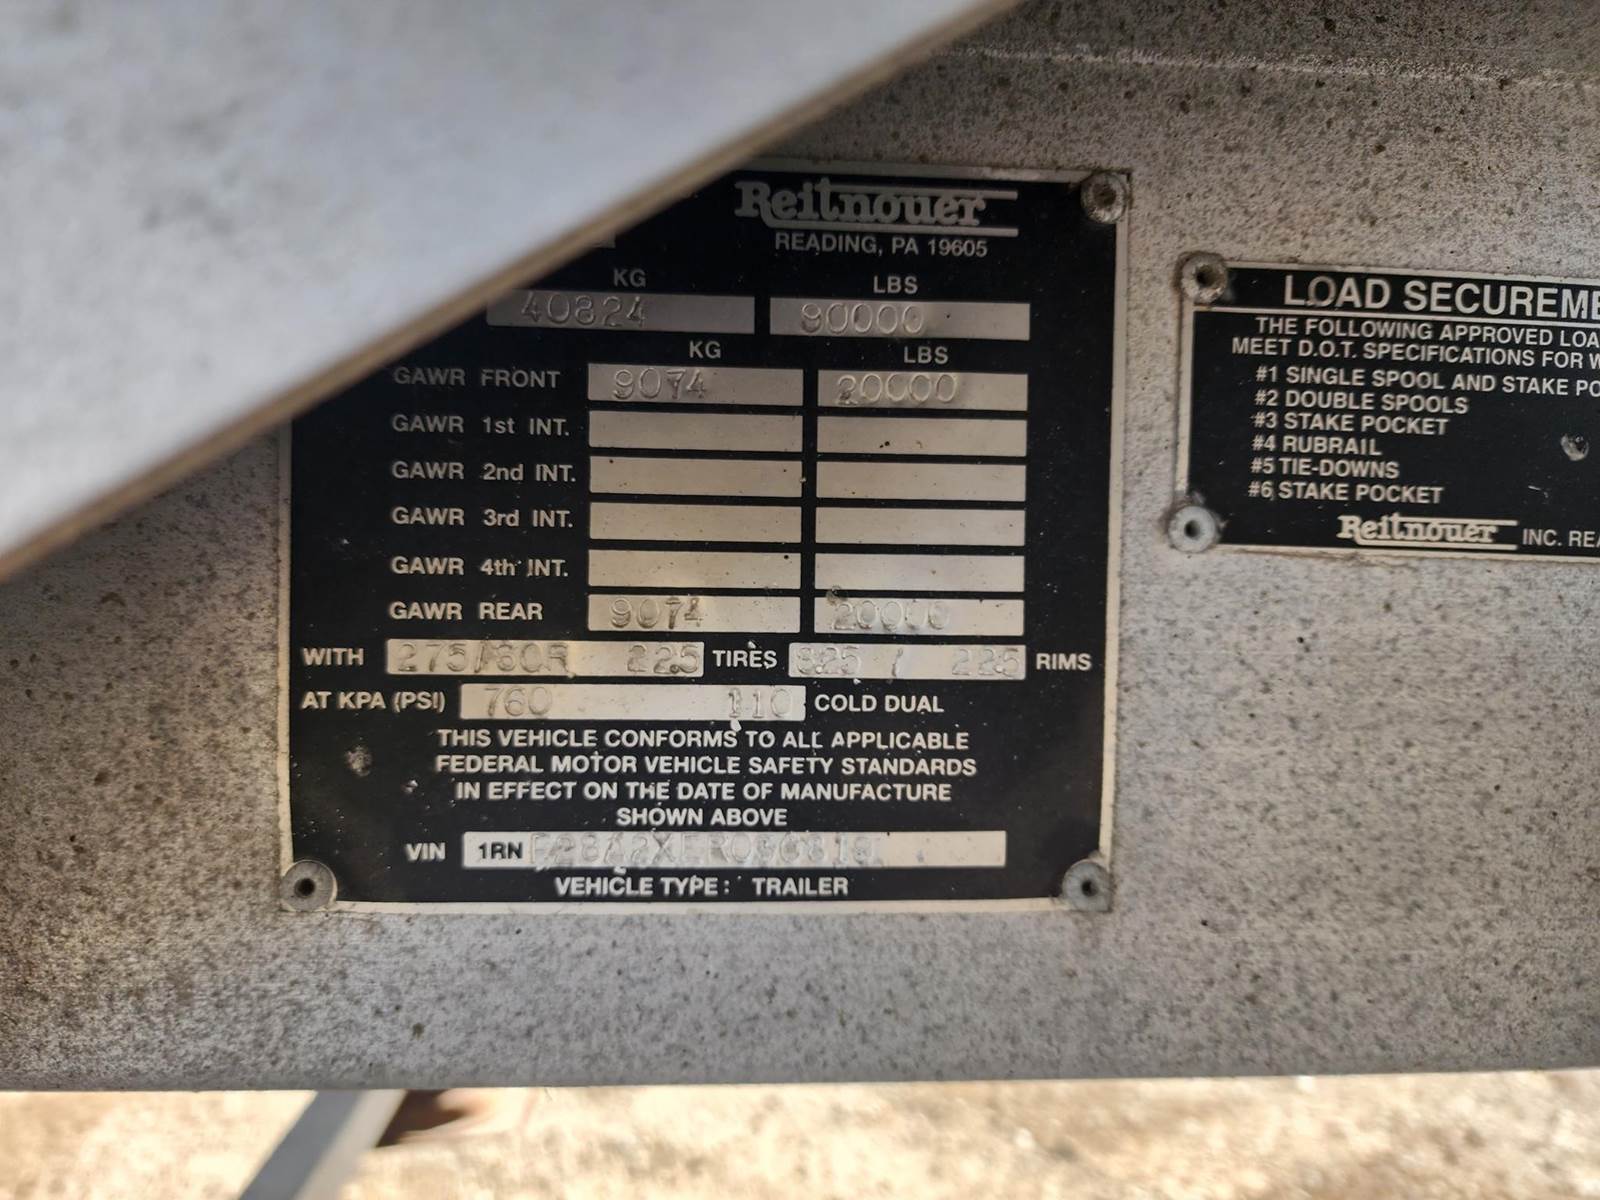 Reitnouer
READING, PA 19605
KG LBS
40824 90000
KG LBS
GAWR FRONT 9074 20000
GAWR 1st INT.
GAWR 2nd INT.
GAWR 3rd INT.
GAWR 4th INT.
GAWR REAR 9074 20000
WITH 275/80R 22.5 TIRES 825 / 22.5 RIMS
AT KPA (PSI) 760 110 COLD DUAL
THIS VEHICLE CONFORMS TO ALL APPLICABLE
FEDERAL MOTOR VEHICLE SAFETY STANDARDS
IN EFFECT ON THE DATE OF MANUFACTURE
SHOWN ABOVE
VIN 1RN
VEHICLE TYPE: TRAILER
LOAD SECUREME
THE FOLLOWING APPROVED LOA
MEET D.O.T. SPECIFICATIONS FOR W
#1 SINGLE SPOOL AND STAKE PO
#2 DOUBLE SPOOLS
#3 STAKE POCKET
#4 RUBRAIL
#5 TIE-DOWNS
#6 STAKE POCKET
Reitnouer INC. REA